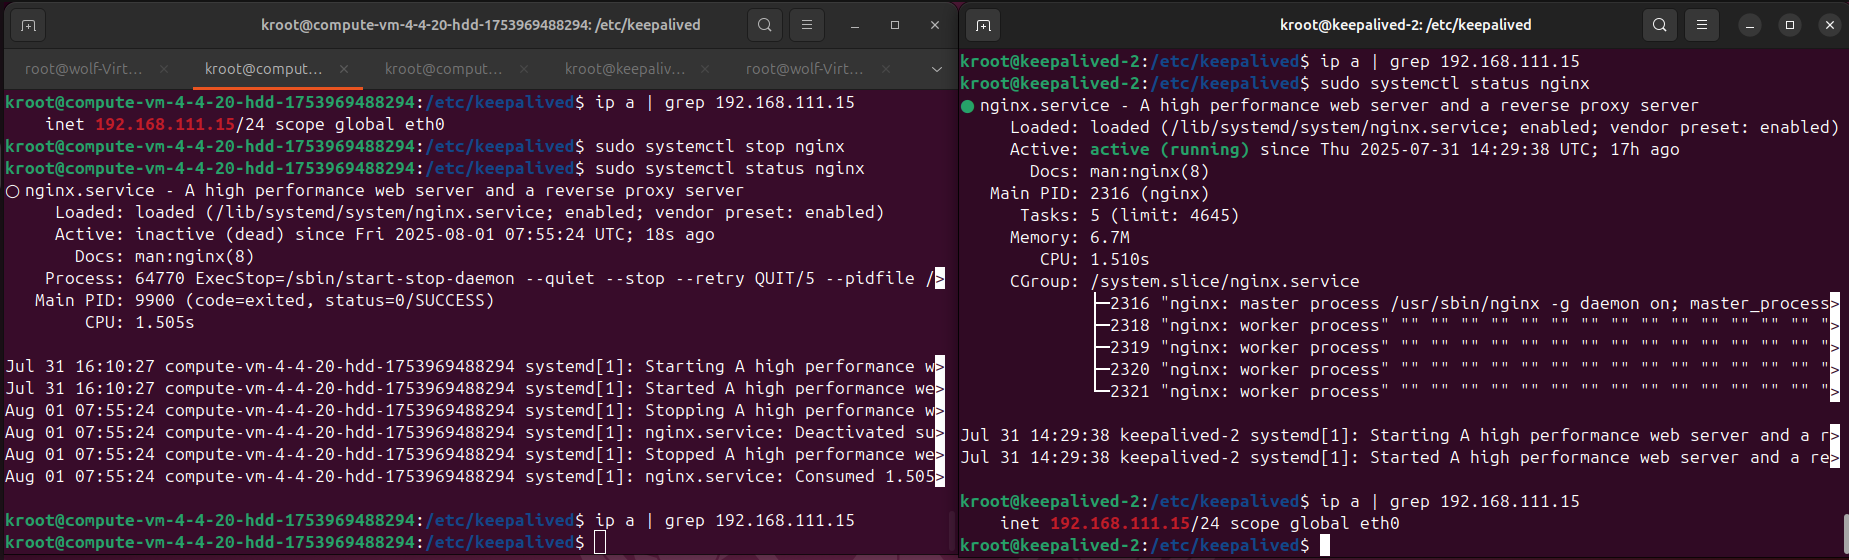 kroot@compute-vm-4-4-20-hdd-1753969488294: /etc/keepalived
root@wolf-Virt...
kroot@comput...
kroot@comput...
kroot@keepaliv...
root@wolf-Virt...
kroot@compute-vm-4-4-20-hdd-1753969488294:/etc/keepalived$ ip a | grep 192.168.111.15
    inet 192.168.111.15/24 scope global eth0
kroot@compute-vm-4-4-20-hdd-1753969488294:/etc/keepalived$ sudo systemctl stop nginx
kroot@compute-vm-4-4-20-hdd-1753969488294:/etc/keepalived$ sudo systemctl status nginx
○ nginx.service - A high performance web server and a reverse proxy server
     Loaded: loaded (/lib/systemd/system/nginx.service; enabled; vendor preset: enabled)
     Active: inactive (dead) since Fri 2025-08-01 07:55:24 UTC; 18s ago
       Docs: man:nginx(8)
    Process: 64770 ExecStop=/sbin/start-stop-daemon --quiet --stop --retry QUIT/5 --pidfile />
   Main PID: 9900 (code=exited, status=0/SUCCESS)
        CPU: 1.505s
Jul 31 16:10:27 compute-vm-4-4-20-hdd-1753969488294 systemd[1]: Starting A high performance w>
Jul 31 16:10:27 compute-vm-4-4-20-hdd-1753969488294 systemd[1]: Started A high performance we>
Aug 01 07:55:24 compute-vm-4-4-20-hdd-1753969488294 systemd[1]: Stopping A high performance w>
Aug 01 07:55:24 compute-vm-4-4-20-hdd-1753969488294 systemd[1]: nginx.service: Deactivated su>
Aug 01 07:55:24 compute-vm-4-4-20-hdd-1753969488294 systemd[1]: Stopped A high performance we>
Aug 01 07:55:24 compute-vm-4-4-20-hdd-1753969488294 systemd[1]: nginx.service: Consumed 1.505>
kroot@compute-vm-4-4-20-hdd-1753969488294:/etc/keepalived$ ip a | grep 192.168.111.15
kroot@compute-vm-4-4-20-hdd-1753969488294:/etc/keepalived$
kroot@keepalived-2: /etc/keepalived
kroot@keepalived-2:/etc/keepalived$ ip a | grep 192.168.111.15
kroot@keepalived-2:/etc/keepalived$ sudo systemctl status nginx
● nginx.service - A high performance web server and a reverse proxy server
     Loaded: loaded (/lib/systemd/system/nginx.service; enabled; vendor preset: enabled)
     Active: active (running) since Thu 2025-07-31 14:29:38 UTC; 17h ago
       Docs: man:nginx(8)
   Main PID: 2316 (nginx)
      Tasks: 5 (limit: 4645)
     Memory: 6.7M
        CPU: 1.510s
     CGroup: /system.slice/nginx.service
             ├─2316 "nginx: master process /usr/sbin/nginx -g daemon on; master_process>
             ├─2318 "nginx: worker process" "" "" "" "" "" "" "" "" "" "" "" "" "" "" ">
             ├─2319 "nginx: worker process" "" "" "" "" "" "" "" "" "" "" "" "" "" "" ">
             ├─2320 "nginx: worker process" "" "" "" "" "" "" "" "" "" "" "" "" "" "" ">
             └─2321 "nginx: worker process" "" "" "" "" "" "" "" "" "" "" "" "" "" "" ">
Jul 31 14:29:38 keepalived-2 systemd[1]: Starting A high performance web server and a r>
Jul 31 14:29:38 keepalived-2 systemd[1]: Started A high performance web server and a re>
kroot@keepalived-2:/etc/keepalived$ ip a | grep 192.168.111.15
    inet 192.168.111.15/24 scope global eth0
kroot@keepalived-2:/etc/keepalived$